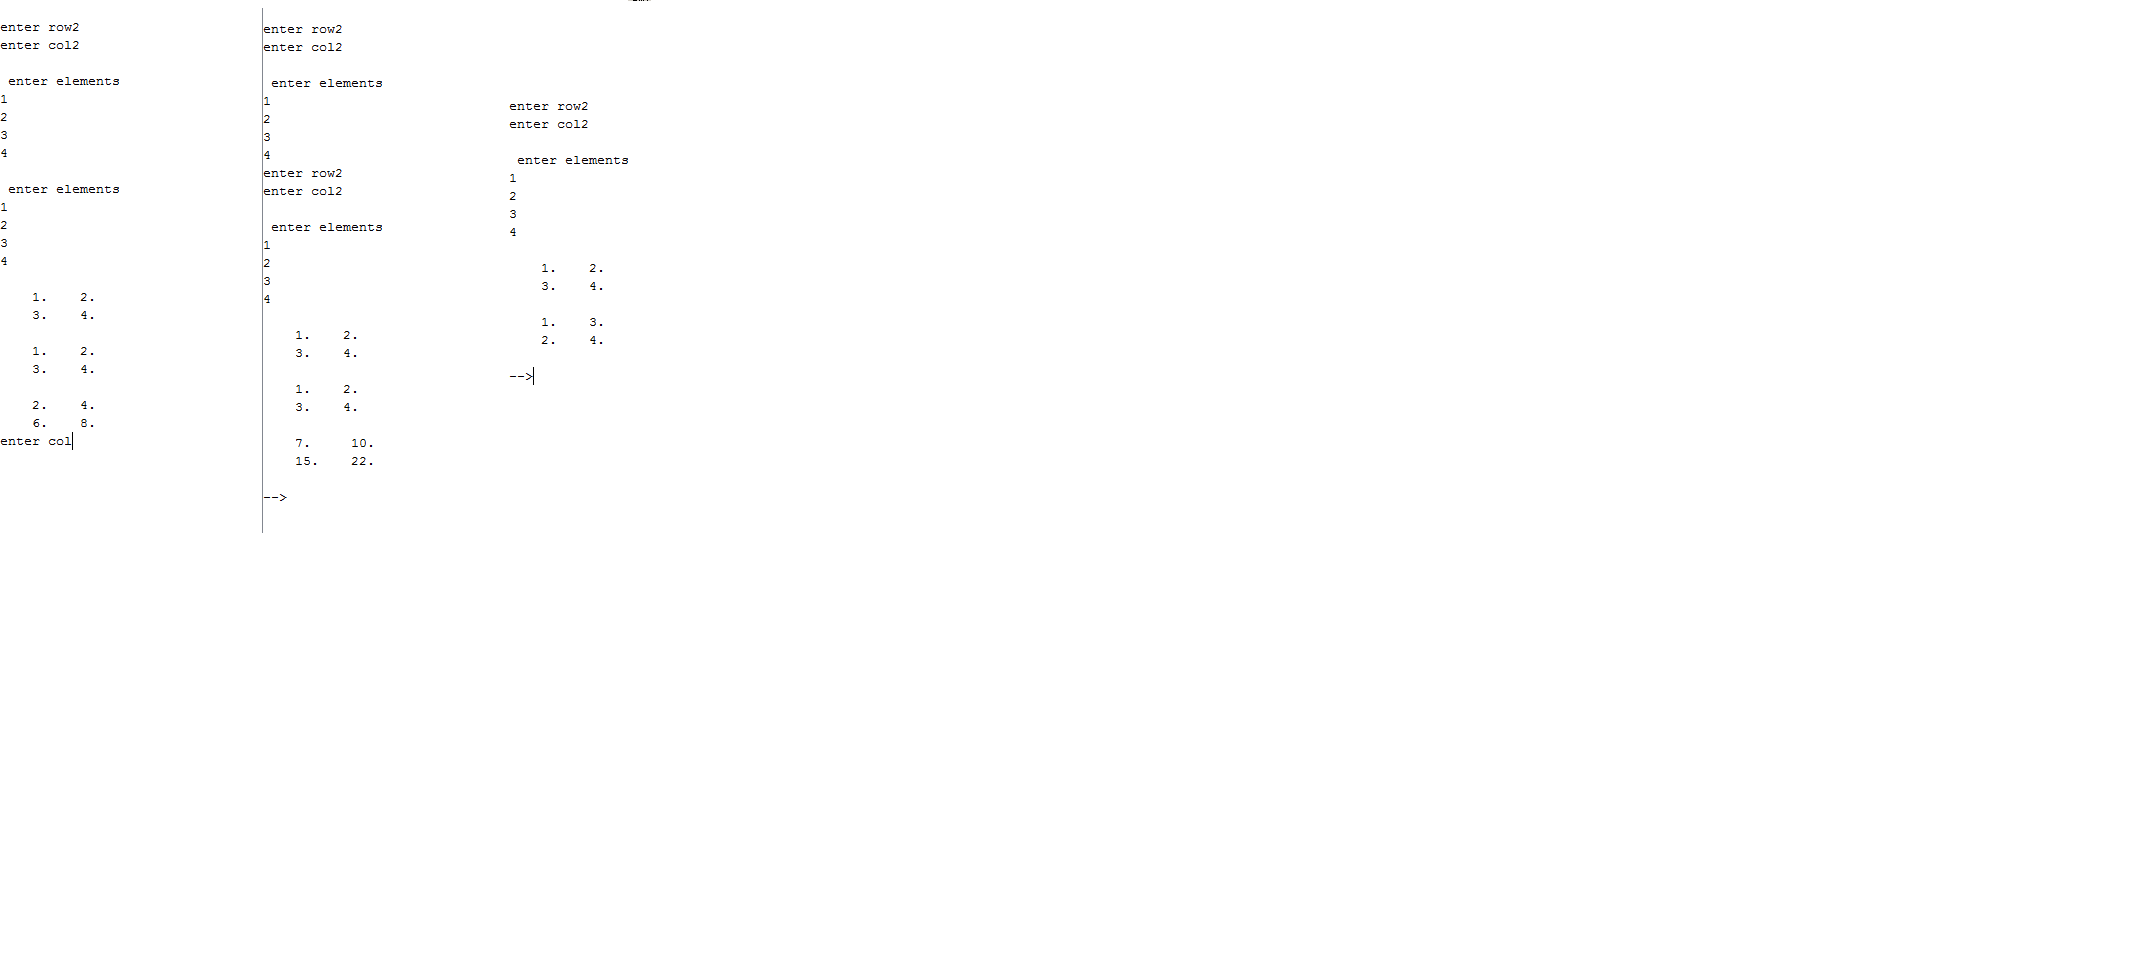 enter row2
enter col2
 enter elements
1
2
3
4
 enter elements
1
2
3
4
1. 2.
3. 4.
1. 2.
3. 4.
2. 4.
6. 8.
enter col
enter row2
enter col2
 enter elements
1
2
3
4
enter row2
enter col2
 enter elements
1
2
3
4
1. 2.
3. 4.
1. 2.
3. 4.
7. 10.
15. 22.
-->
enter row2
enter col2
 enter elements
1
2
3
4
1. 2.
3. 4.
1. 3.
2. 4.
-->